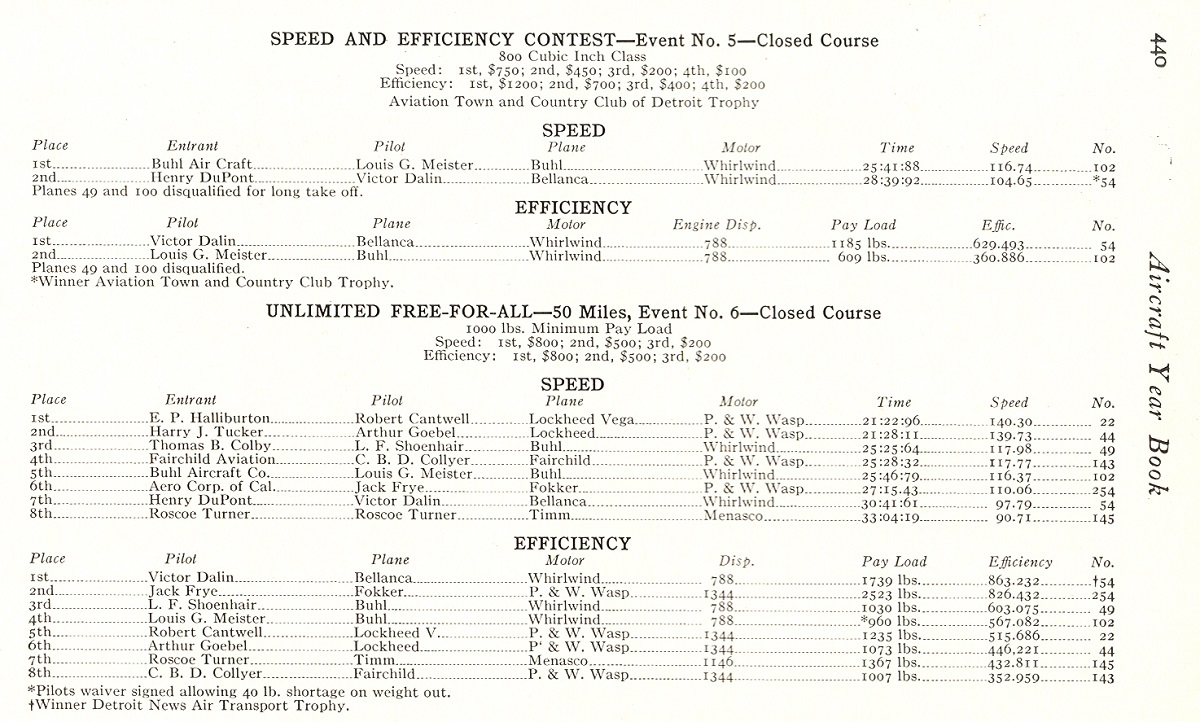 440
Aircraft Year Book
SPEED AND EFFICIENCY CONTEST—Event No. 5—Closed Course
800 Cubic Inch Class
Speed: 1st, $750; 2nd, $450; 3rd, $200; 4th, $100
Efficiency: 1st, $1200; 2nd, $700; 3rd, $400; 4th, $200
Aviation Town and Country Club of Detroit Trophy
SPEED
Place Entrant Pilot Plane Motor Time Speed No.
1st Buhl Air Craft Louis G. Meister Buhl Whirlwind 25:41:88 116.74 102
2nd Henry DuPont Victor Dalin Bellanca Whirlwind 28:39:92 104.65 *54
Planes 49 and 100 disqualified for long take off.
EFFICIENCY
Place Pilot Plane Motor Engine Disp. Pay Load Effic. No.
1st Victor Dalin Bellanca Whirlwind 788 1185 lbs. 629.493 54
2nd Louis G. Meister Buhl Whirlwind 788 609 lbs. 360.886 102
Planes 49 and 100 disqualified.
*Winner Aviation Town and Country Club Trophy.
UNLIMITED FREE-FOR-ALL—50 Miles, Event No. 6—Closed Course
1000 lbs. Minimum Pay Load
Speed: 1st, $800; 2nd, $500; 3rd, $200
Efficiency: 1st, $800; 2nd, $500; 3rd, $200
SPEED
Place Entrant Pilot Plane Motor Time Speed No.
1st E. P. Halliburton Robert Cantwell Lockheed Vega P. & W. Wasp 21:22:96 140.30 22
2nd Harry J. Tucker Arthur Goebel Lockheed P. & W. Wasp 21:28:11 139.73 44
3rd Thomas B. Colby L. F. Shoenhair Buhl Whirlwind 25:25:64 117.98 49
4th Fairchild Aviation C. B. D. Collyer Fairchild P. & W. Wasp 25:28:32 117.77 143
5th Buhl Aircraft Co. Louis G. Meister Buhl Whirlwind 25:46:79 116.37 102
6th Aero Corp. of Cal. Jack Frye Fokker P. & W. Wasp 27:15.43 110.06 254
7th Henry DuPont Victor Dalin Bellanca Whirlwind 30:41:61 97.79 54
8th Roscoe Turner Roscoe Turner Timm Menasco 33:04:19 90.71 145
EFFICIENCY
Place Pilot Plane Motor Disp. Pay Load Efficiency No.
1st Victor Dalin Bellanca Whirlwind 788 1739 lbs. 863.232 †54
2nd Jack Frye Fokker P. & W. Wasp 1344 2523 lbs. 826.432 254
3rd L. F. Shoenhair Buhl Whirlwind 788 1030 lbs. 603.075 49
4th Louis G. Meister Buhl Whirlwind 788 *960 lbs. 567.082 102
5th Robert Cantwell Lockheed V. P. & W. Wasp 1344 1235 lbs. 515.686 22
6th Arthur Goebel Lockheed P' & W. Wasp 1344 1073 lbs. 446,221 44
7th Roscoe Turner Timm Menasco 1146 1367 lbs. 432.811 145
8th C. B. D. Collyer Fairchild P. & W. Wasp 1344 1007 lbs. 352.959 143
*Pilots waiver signed allowing 40 lb. shortage on weight out.
†Winner Detroit News Air Transport Trophy.